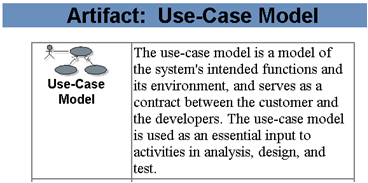 Artifact: Use-Case Model
Use-Case
Model
The use-case model is a model of
the system's intended functions and
its environment, and serves as a
contract between the customer and
the developers. The use-case model
is used as an essential input to
activities in analysis, design, and
test.